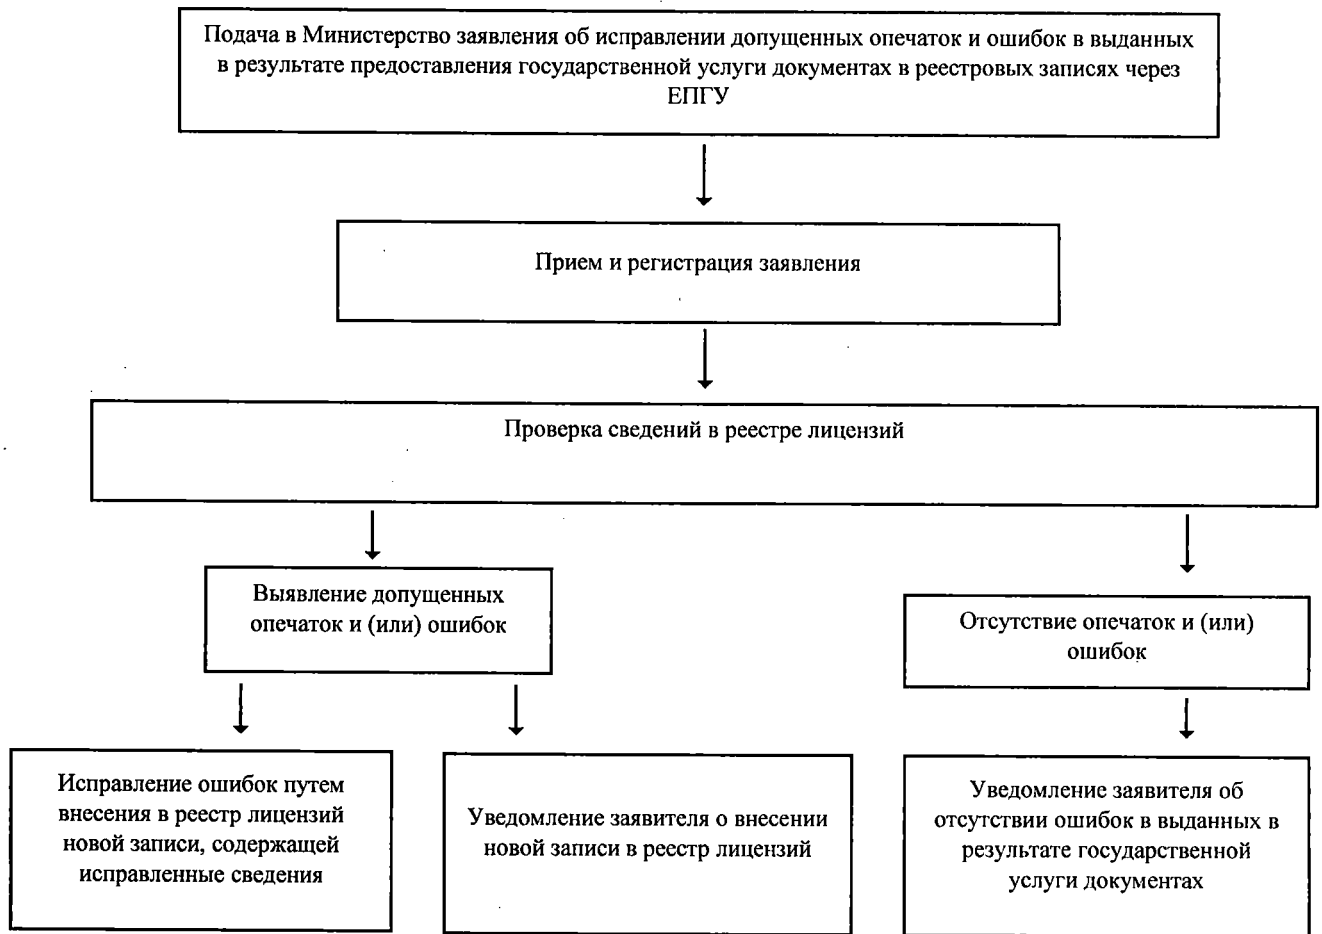 Подача в Министерство заявления об исправлении допущенных опечаток и ошибок в выданных
в результате предоставления государственной услуги документах в реестровых записях через
ЕПГУ
Прием и регистрация заявления
Проверка сведений в реестре лицензий
Выявление допущенных
опечаток и (или) ошибок
Отсутствие опечаток и (или)
ошибок
Исправление ошибок путем
внесения в реестр лицензий
новой записи, содержащей
исправленные сведения
Уведомление заявителя о внесении
новой записи в реестр лицензий
Уведомление заявителя об
отсутствии ошибок в выданных в
результате государственной
услуги документах